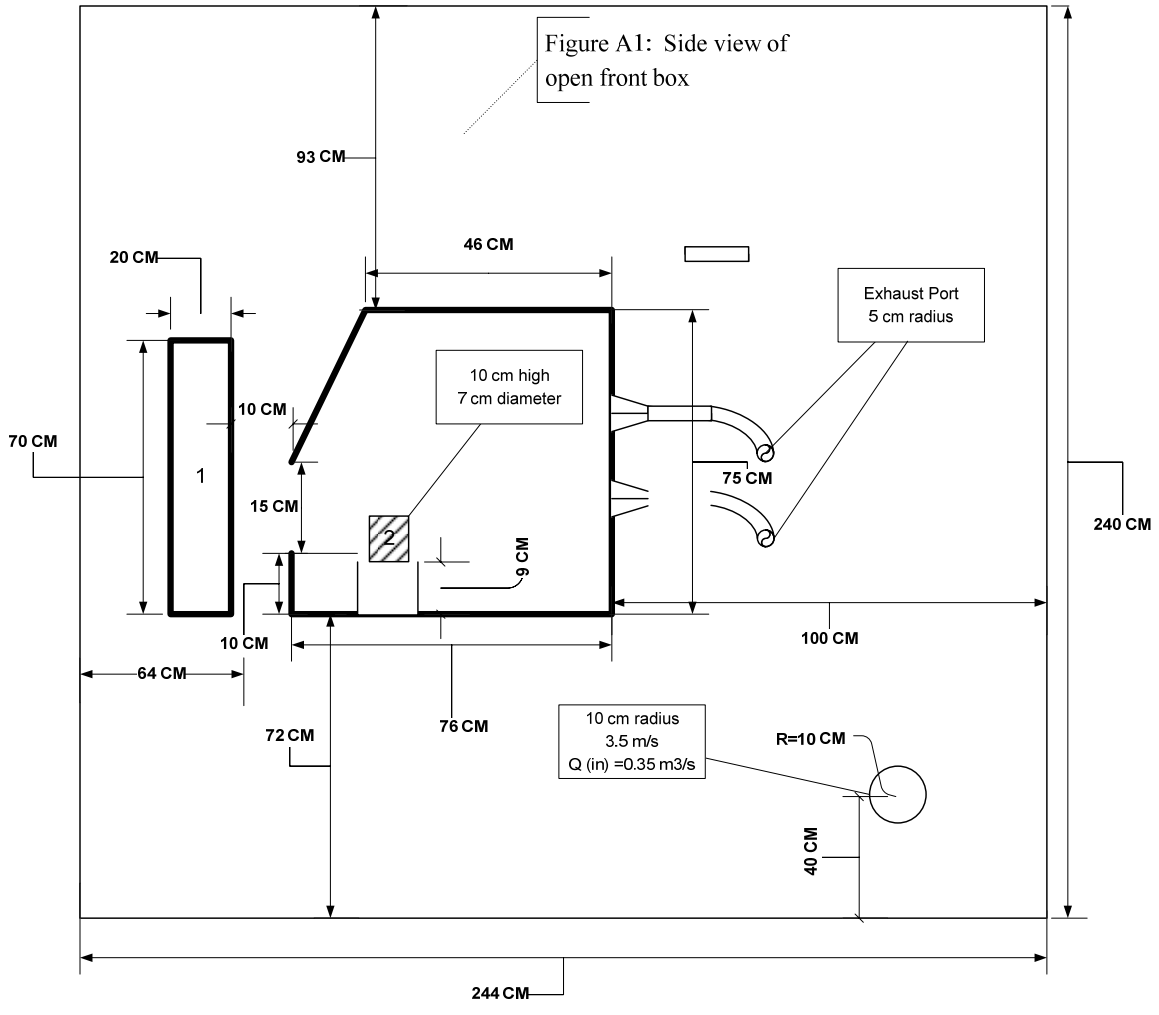 Figure A1: Side view of
open front box
93 CM
46 CM
20 CM
Exhaust Port
5 cm radius
10 cm high
7 cm diameter
10 CM
70 CM
1
75 CM
15 CM
2
9 CM
240 CM
10 CM
100 CM
64 CM
76 CM
72 CM
10 cm radius
3.5 m/s
Q (in) =0.35 m3/s
R=10 CM
40 CM
244 CM